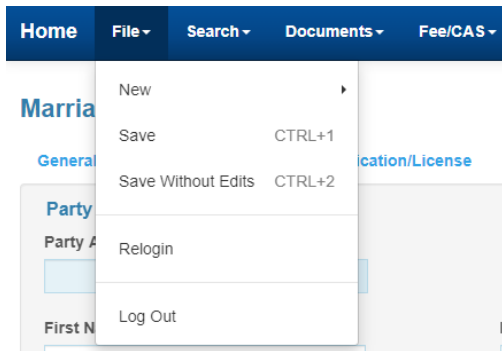 Home File Search Documents Fee/CAS
New
Marria
Save CTRL+1
General ication/License
Save Without Edits CTRL+2
Party
Party A
Relogin
Log Out
First N